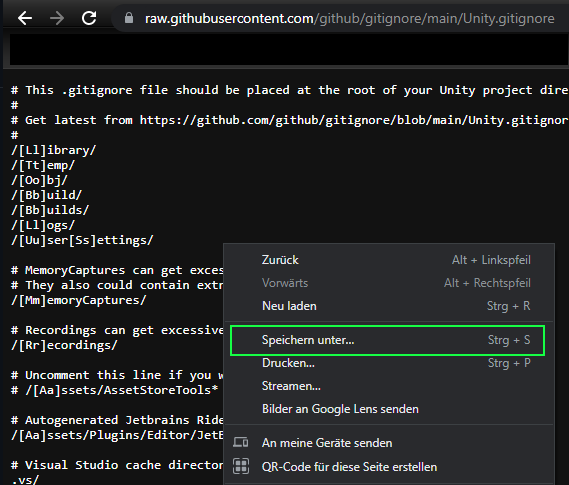 raw.githubusercontent.com/github/gitignore/main/Unity.gitignore
# This .gitignore file should be placed at the root of your Unity project dire
#
# Get latest from https://github.com/github/gitignore/blob/main/Unity.gitignor
#
/[Ll]ibrary/
/[Tt]emp/
/[Oo]bj/
/[Bb]uild/
/[Bb]uilds/
/[Ll]ogs/
/[Uu]ser[Ss]ettings/
# MemoryCaptures can get exces
# They also could contain extr
/[Mm]emoryCaptures/
# Recordings can get excessive
/[Rr]ecordings/
# Uncomment this line if you w
# /[Aa]ssets/AssetStoreTools*
# Autogenerated Jetbrains Ride
/[Aa]ssets/Plugins/Editor/JetB
# Visual Studio cache director
.vs/
Zurück Alt + Linkspfeil
Vorwärts Alt + Rechtspfeil
Neu laden Strg + R
Speichern unter... Strg + S
Drucken... Strg + P
Streamen...
Bilder an Google Lens senden
An meine Geräte senden
QR-Code für diese Seite erstellen